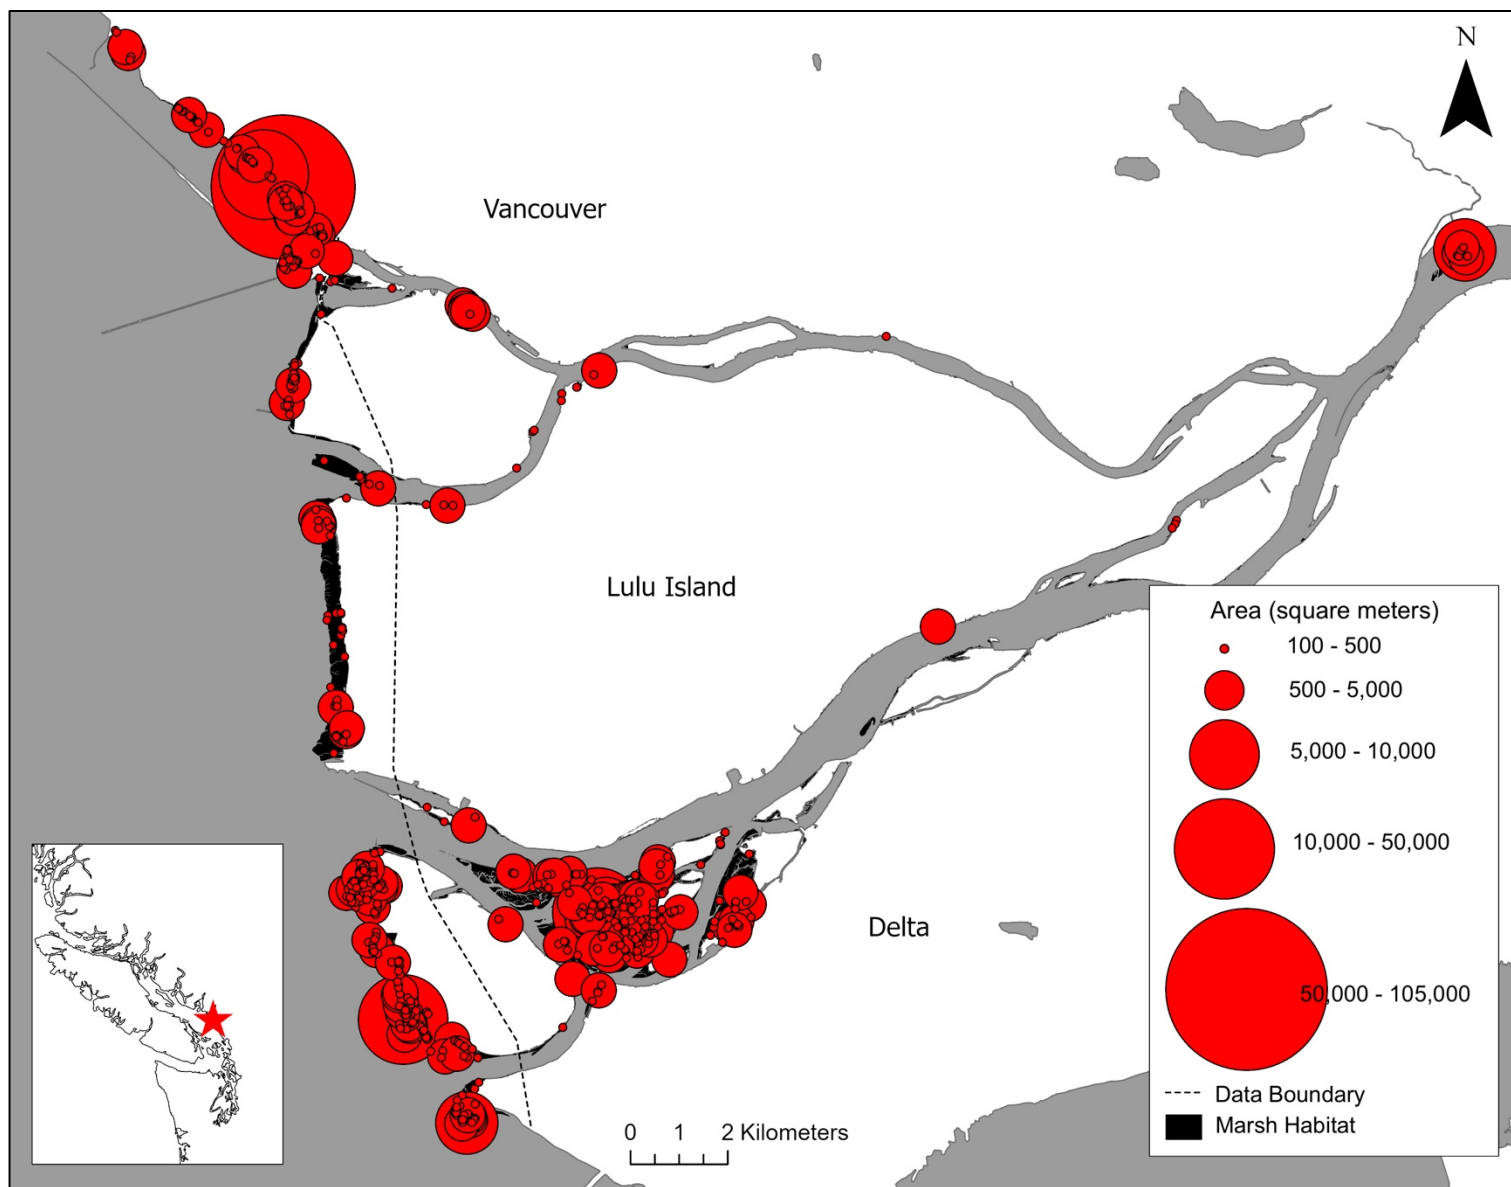 N
Vancouver
Lulu Island
Delta
Area (square meters)
100 - 500
500 - 5,000
5,000 - 10,000
10,000 - 50,000
50,000 - 105,000
Data Boundary
Marsh Habitat
0 1 2 Kilometers